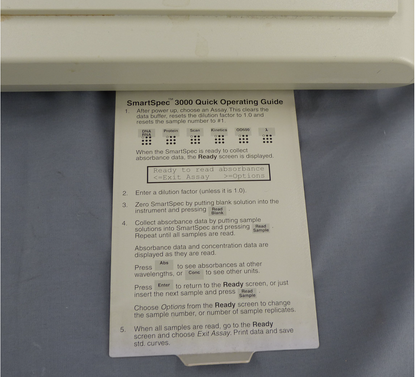 SmartSpec™ 3000 Quick Operating Guide
1. After power up, choose an Assay. This clears the
data buffer, resets the dilution factor to 1.0 and
resets the sample number to #1.
DNA
RNA Protein Scan Kinetics OD600 λ
When the SmartSpec is ready to collect
absorbance data, the Ready screen is displayed.
Ready to read absorbance
<=Exit Assay >=Options
2. Enter a dilution factor (unless it is 1.0).
3. Zero SmartSpec by putting blank solution into the
instrument and pressing Read Blank.
4. Collect absorbance data by putting sample
solutions into SmartSpec and pressing Read Sample.
Repeat until all samples are read.
Absorbance data and concentration data are
displayed as they are read.
Press Abs to see absorbances at other
wavelengths, or Conc to see other units.
Press Enter to return to the Ready screen, or just
insert the next sample and press Read Sample.
Choose Options from the Ready screen to change
the sample number, or number of sample replicates.
5. When all samples are read, go to the Ready
screen and choose Exit Assay. Print data and save
std. curves.